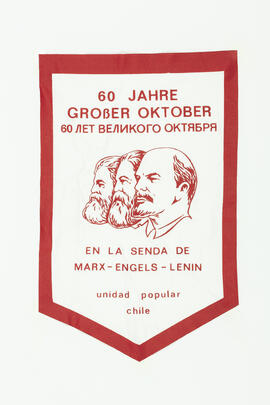 60 JAHRE
GROßER OKTOBER
60 ЛЕТ ВЕЛИКОГО ОКТЯБРЯ
EN LA SENDA DE
MARX-ENGELS-LENIN
unidad popular
chile